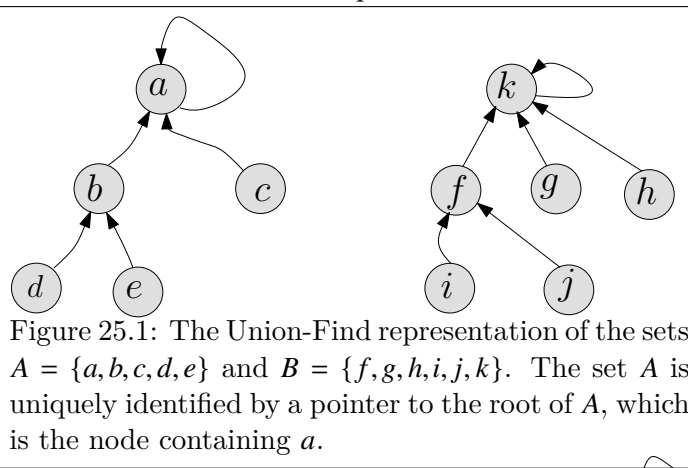 a k
b c f g h
d e i j
Figure 25.1: The Union-Find representation of the sets
A = {a,b,c,d,e} and B = {f,g,h,i,j,k}. The set A is
uniquely identified by a pointer to the root of A, which
is the node containing a.